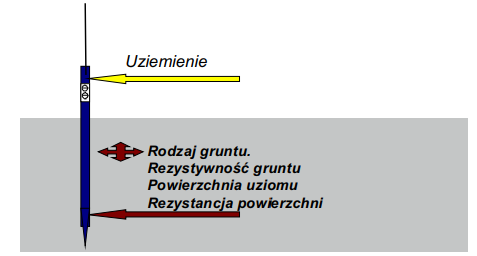 Uziemienie
Rodzaj gruntu.
Rezystywność gruntu
Powierzchnia uziomu
Rezystancja powierzchni